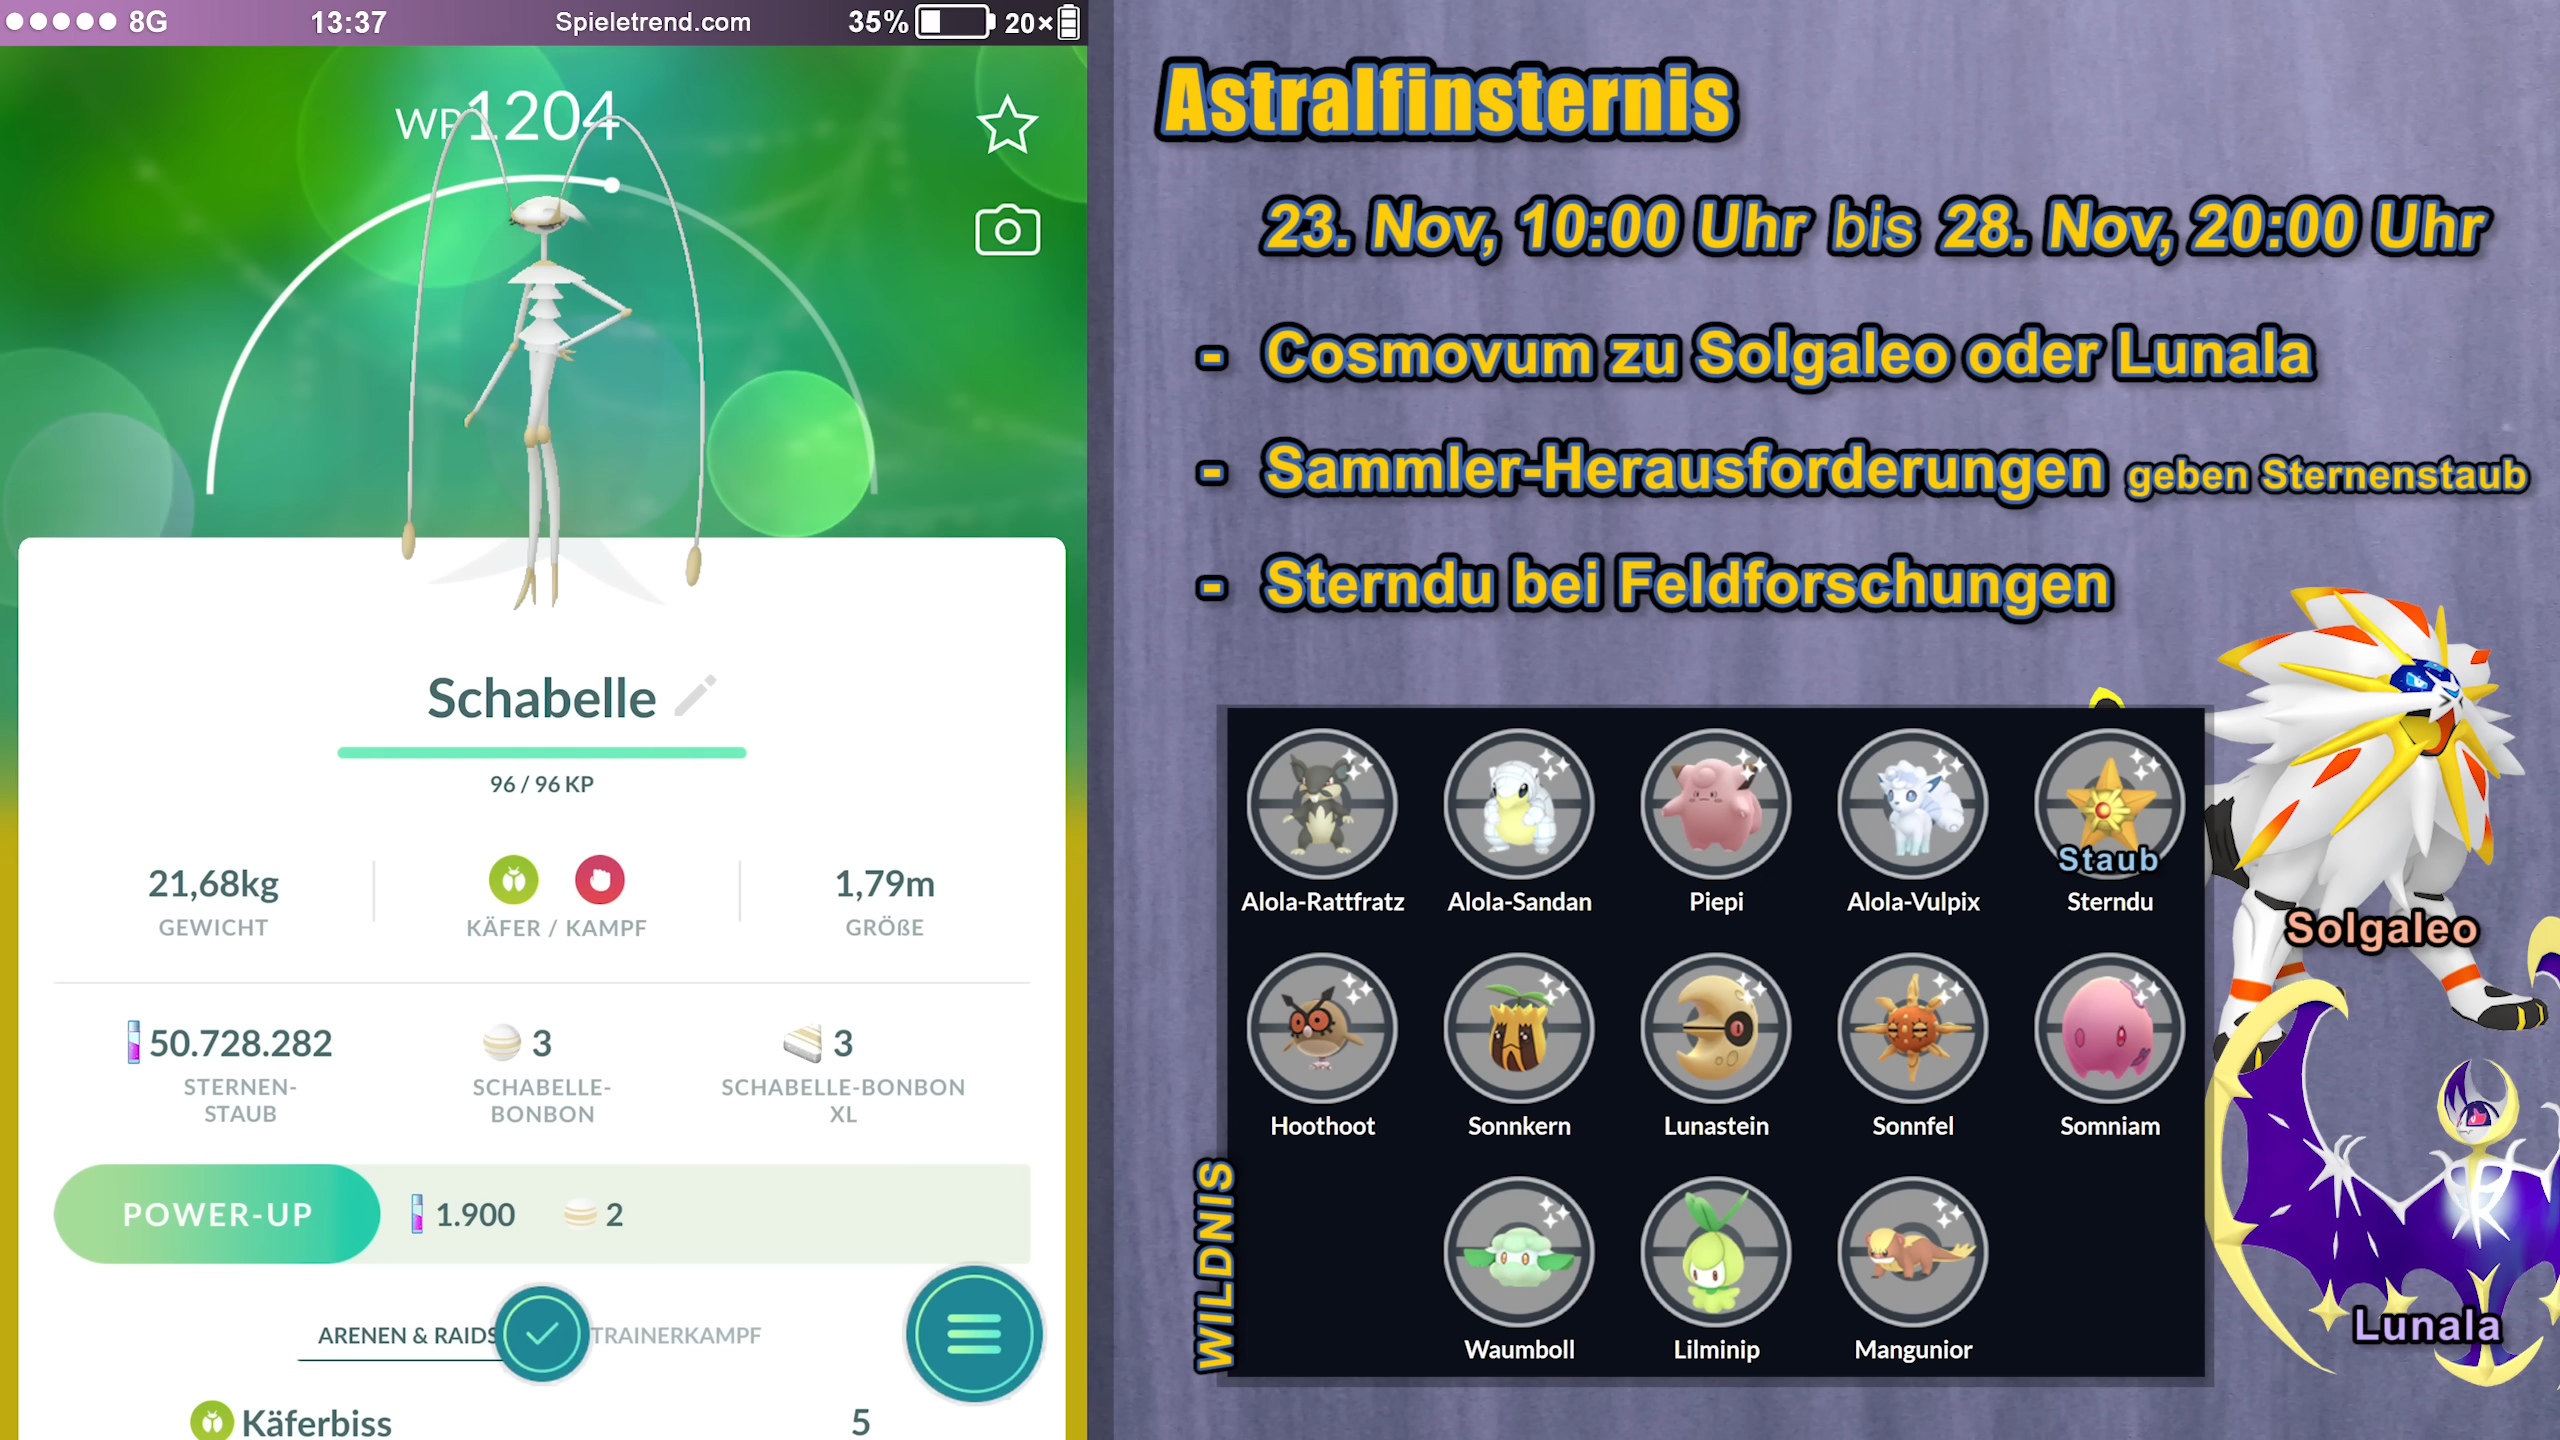 8G 13:37 Spieletrend.com 35% 20×
WP1204
Schabelle
96 / 96 KP
21,68kg
GEWICHT
KÄFER / KAMPF
1,79m
GRÖßE
50.728.282
STERNEN-
STAUB
3
SCHABELLE-
BONBON
3
SCHABELLE-BONBON
XL
POWER-UP 1.900 2
ARENEN & RAIDS TRAINERKAMPF
Käferbiss 5
Astralfinsternis
23. Nov, 10:00 Uhr bis 28. Nov, 20:00 Uhr
- Cosmovum zu Solgaleo oder Lunala
- Sammler-Herausforderungen geben Sternenstaub
- Sterndu bei Feldforschungen
WILDNIS
Staub
Alola-Rattfratz Alola-Sandan Piepi Alola-Vulpix Sterndu
Hoothoot Sonnkern Lunastein Sonnfel Somniam
Waumboll Lilminip Mangunior
Solgaleo
Lunala